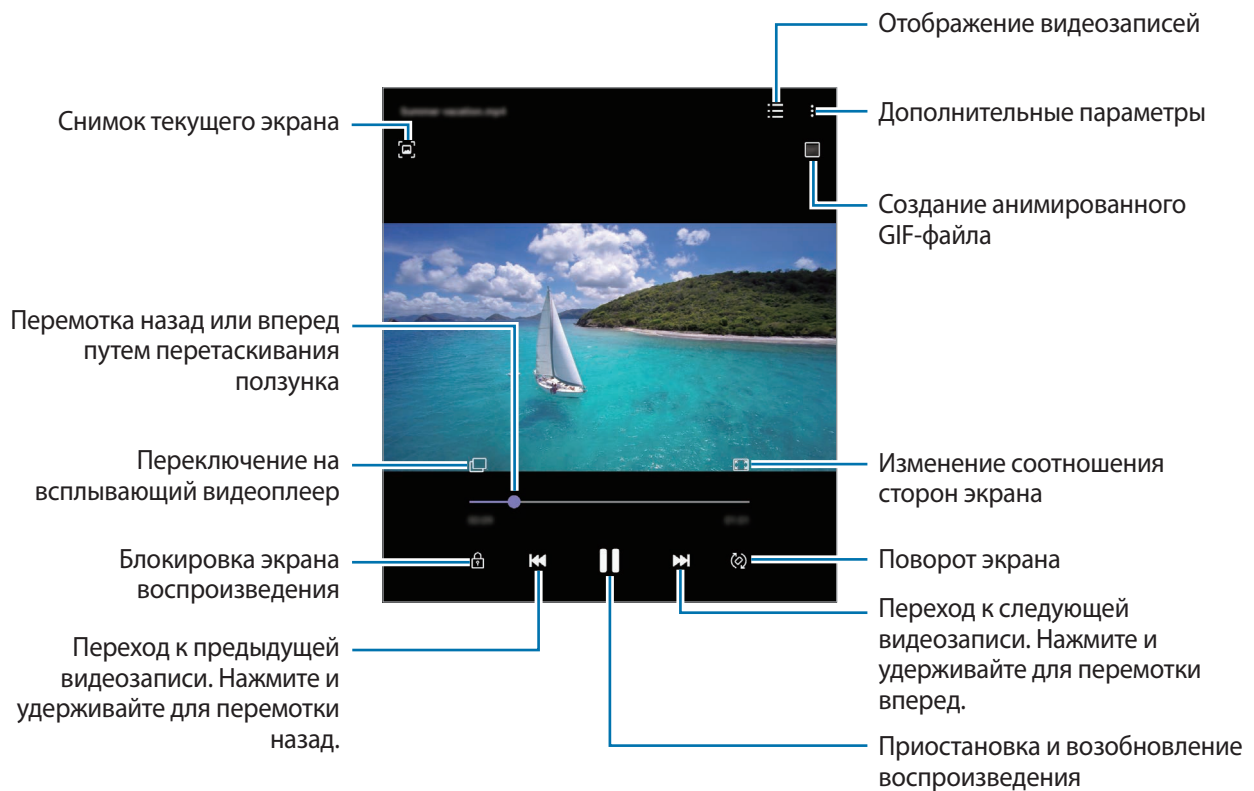 Отображение видеозаписей
Дополнительные параметры
Снимок текущего экрана
Создание анимированного
GIF-файла
Перемотка назад или вперед
путем перетаскивания
ползунка
Переключение на
всплывающий видеоплеер
Изменение соотношения
сторон экрана
Блокировка экрана
воспроизведения
Поворот экрана
Переход к предыдущей
видеозаписи. Нажмите и
удерживайте для перемотки
назад.
Переход к следующей
видеозаписи. Нажмите и
удерживайте для перемотки
вперед.
Приостановка и возобновление
воспроизведения